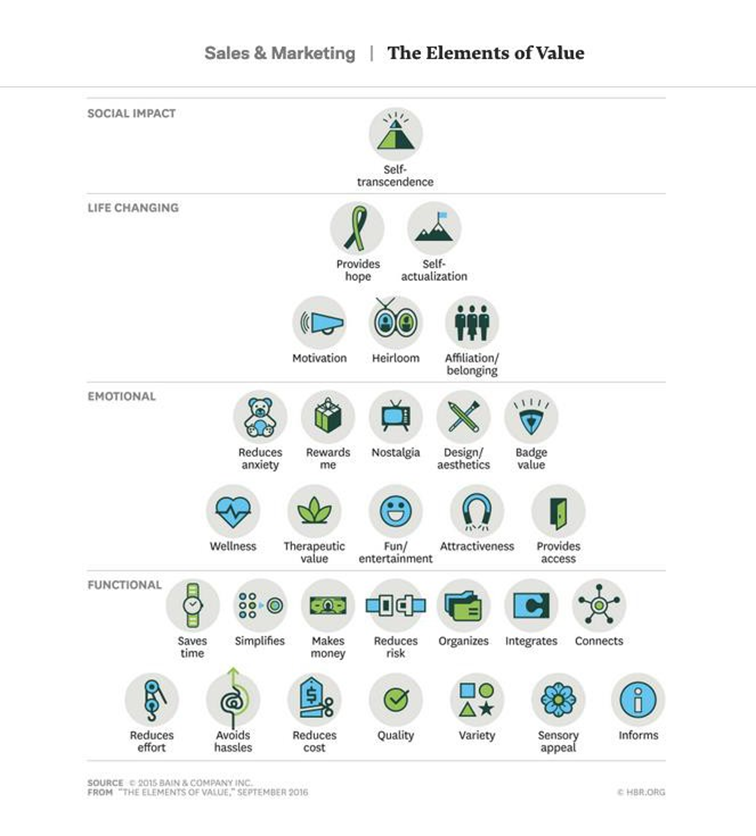 Sales & Marketing | The Elements of Value
SOCIAL IMPACT
Self-
transcendence
LIFE CHANGING
Provides
hope
Self-
actualization
Motivation
Heirloom
Affiliation/
belonging
EMOTIONAL
Reduces
anxiety
Rewards
me
Nostalgia
Design/
aesthetics
Badge
value
Wellness
Therapeutic
value
Fun/
entertainment
Attractiveness
Provides
access
FUNCTIONAL
Saves
time
Simplifies
Makes
money
Reduces
risk
Organizes
Integrates
Connects
Reduces
effort
Avoids
hassles
$
Reduces
cost
Quality
Variety
Sensory
appeal
i
Informs
SOURCE © 2015 BAIN & COMPANY INC.
FROM "THE ELEMENTS OF VALUE," SEPTEMBER 2016
© HBR.ORG